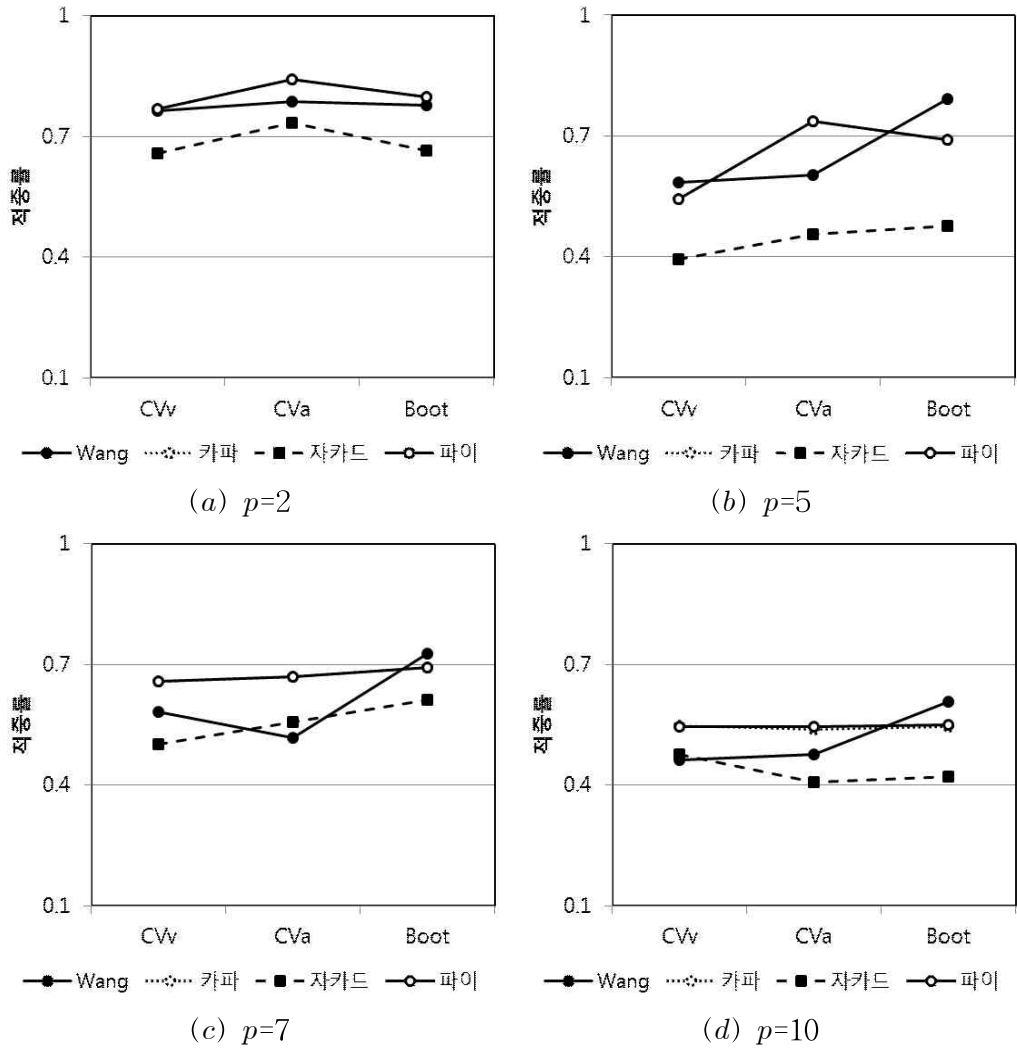 1
1
0.7
0.7
적중률
적중률
0.4
0.4
0.1
0.1
CVv CVa Boot
CVv CVa Boot
Wang 카파 자카드 파이
Wang 카파 자카드 파이
(a) p=2
(b) p=5
1
1
0.7
0.7
적중률
적중률
0.4
0.4
0.1
0.1
CVv CVa Boot
CVv CVa Boot
Wang 카파 자카드 파이
Wang 카파 자카드 파이
(c) p=7
(d) p=10